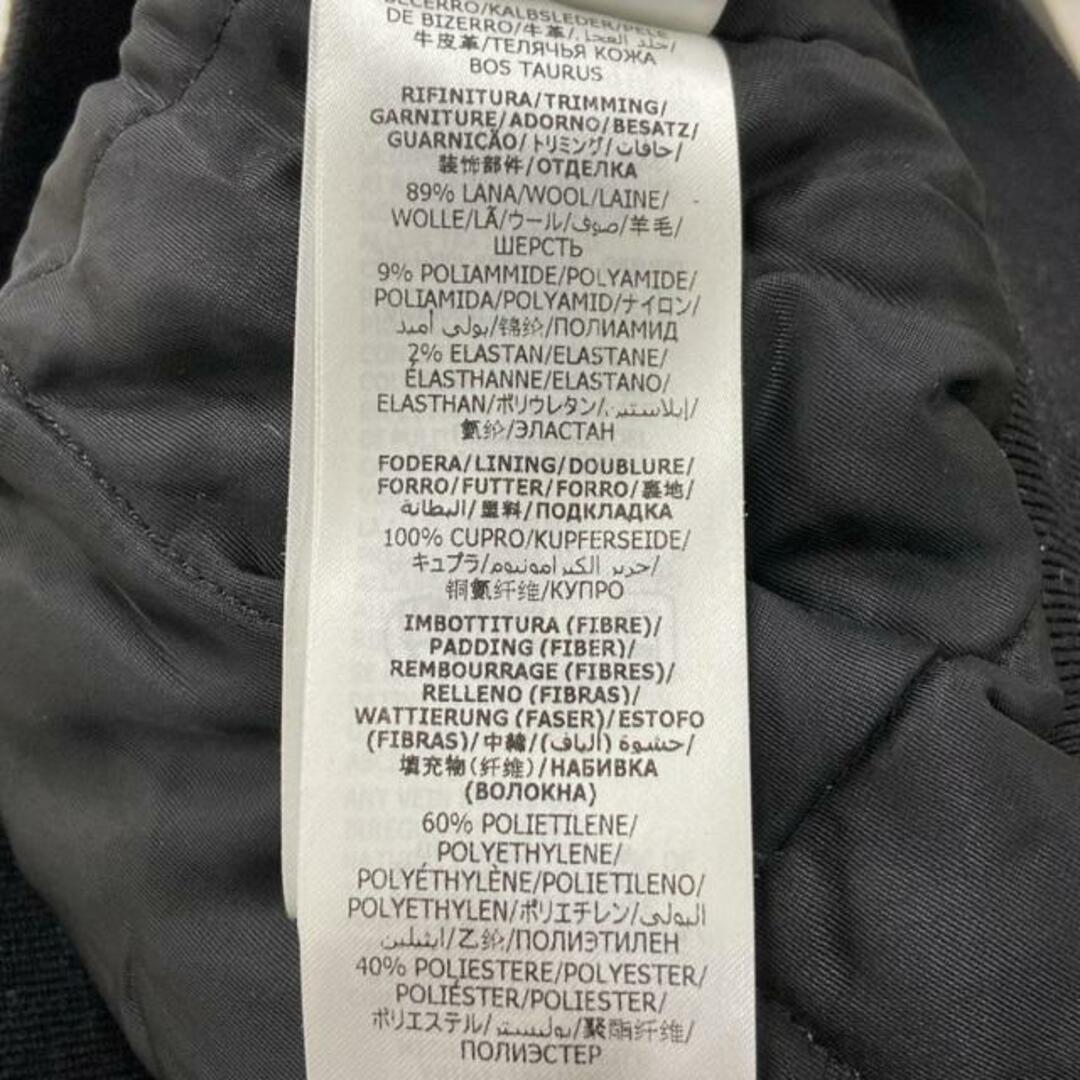 BECERRO/KALBSLEDER/PELE
DE BIZERRO/牛革/جلد العجل/
牛皮革/ТЕЛЯЧЬЯ КОЖА
BOS TAURUS
RIFINITURA/TRIMMING/
GARNITURE/ADORNO/BESATZ/
GUARNICÃO/トリミング/حافات/
装饰部件/ОТДЕЛКА
89% LANA/WOOL/LAINE/
WOLLE/LÃ/ウール/صوف/羊毛/
ШЕРСТЬ
9% POLIAMMIDE/POLYAMIDE/
POLIAMIDA/POLYAMID/ナイロン/
بولي أميد/锦纶/ПОЛИАМИД
2% ELASTAN/ELASTANE/
ÉLASTHANNE/ELASTANO/
ELASTHAN/ポリウレタン/إيلاستين/
氨纶/ЭЛАСТАН
FODERA/LINING/DOUBLURE/
FORRO/FUTTER/FORRO/裏地/
البطانة/里料/ПОДКЛАДКА
100% CUPRO/KUPFERSEIDE/
キュプラ/حرير الكبرامونيوم/
铜氨纤维/КУПРО
IMBOTTITURA (FIBRE)/
PADDING (FIBER)/
REMBOURRAGE (FIBRES)/
RELLENO (FIBRAS)/
WATTIERUNG (FASER)/ESTOFO
(FIBRAS)/中綿/حشوة (ألياف)/
填充物(纤维)/НАБИВКА
(ВОЛОКНА)
60% POLIETILENE/
POLYETHYLENE/
POLYÉTHYLÈNE/POLIETILENO/
POLYETHYLEN/ポリエチレン/البولي
إيثيلين/乙纶/ПОЛИЭТИЛЕН
40% POLIESTERE/POLYESTER/
POLIÉSTER/POLIESTER/
ポリエステル/بوليستر/聚酯纤维/
ПОЛИЭСТЕР